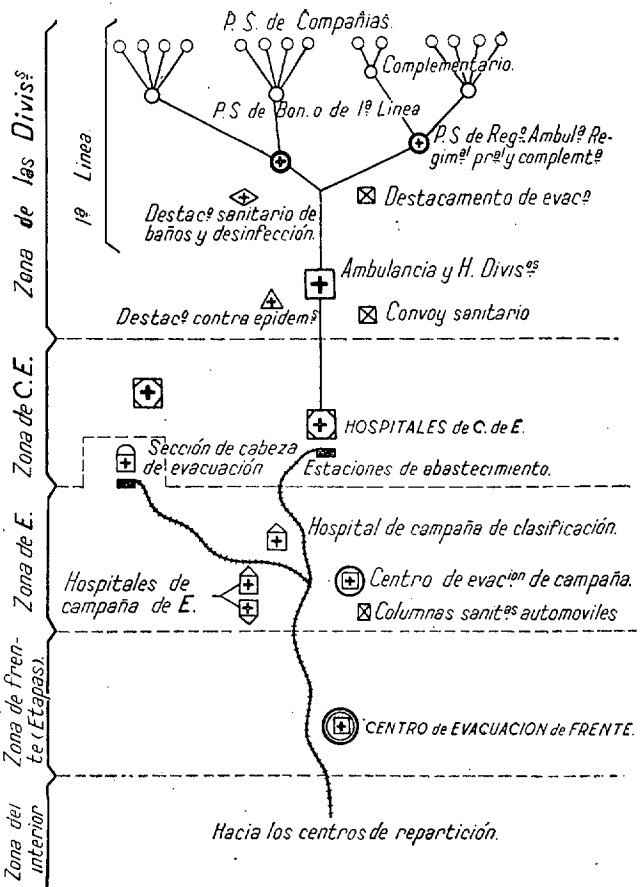 P. S. de Compañias.
Complementario.
P.S de Bon. o de 1ª Linea
P. S de Regº Ambulª Re-
gimªl prªl y complemtª
1ª Linea.
Zona de las Divisˢ
Destacº sanitario de
baños y desinfección.
Destacamento de evacº
Ambulancia y H. Divisºˢ
Destacº contra epidemˢ
Convoy sanitario
Zona de C.E.
HOSPITALES de C. de E.
Sección de cabeza
de evacuación
Estaciones de abastecimiento.
Zona de E.
Hospital de campaña de clasificación.
Hospitales de
campaña de E.
Centro de evacⁱᵒⁿ de campaña.
Columnas sanitªˢ automoviles
Zona de fren-
te (Etapas).
CENTRO de EVACUACION de FRENTE.
Zona del
interior
Hacia los centros de repartición.